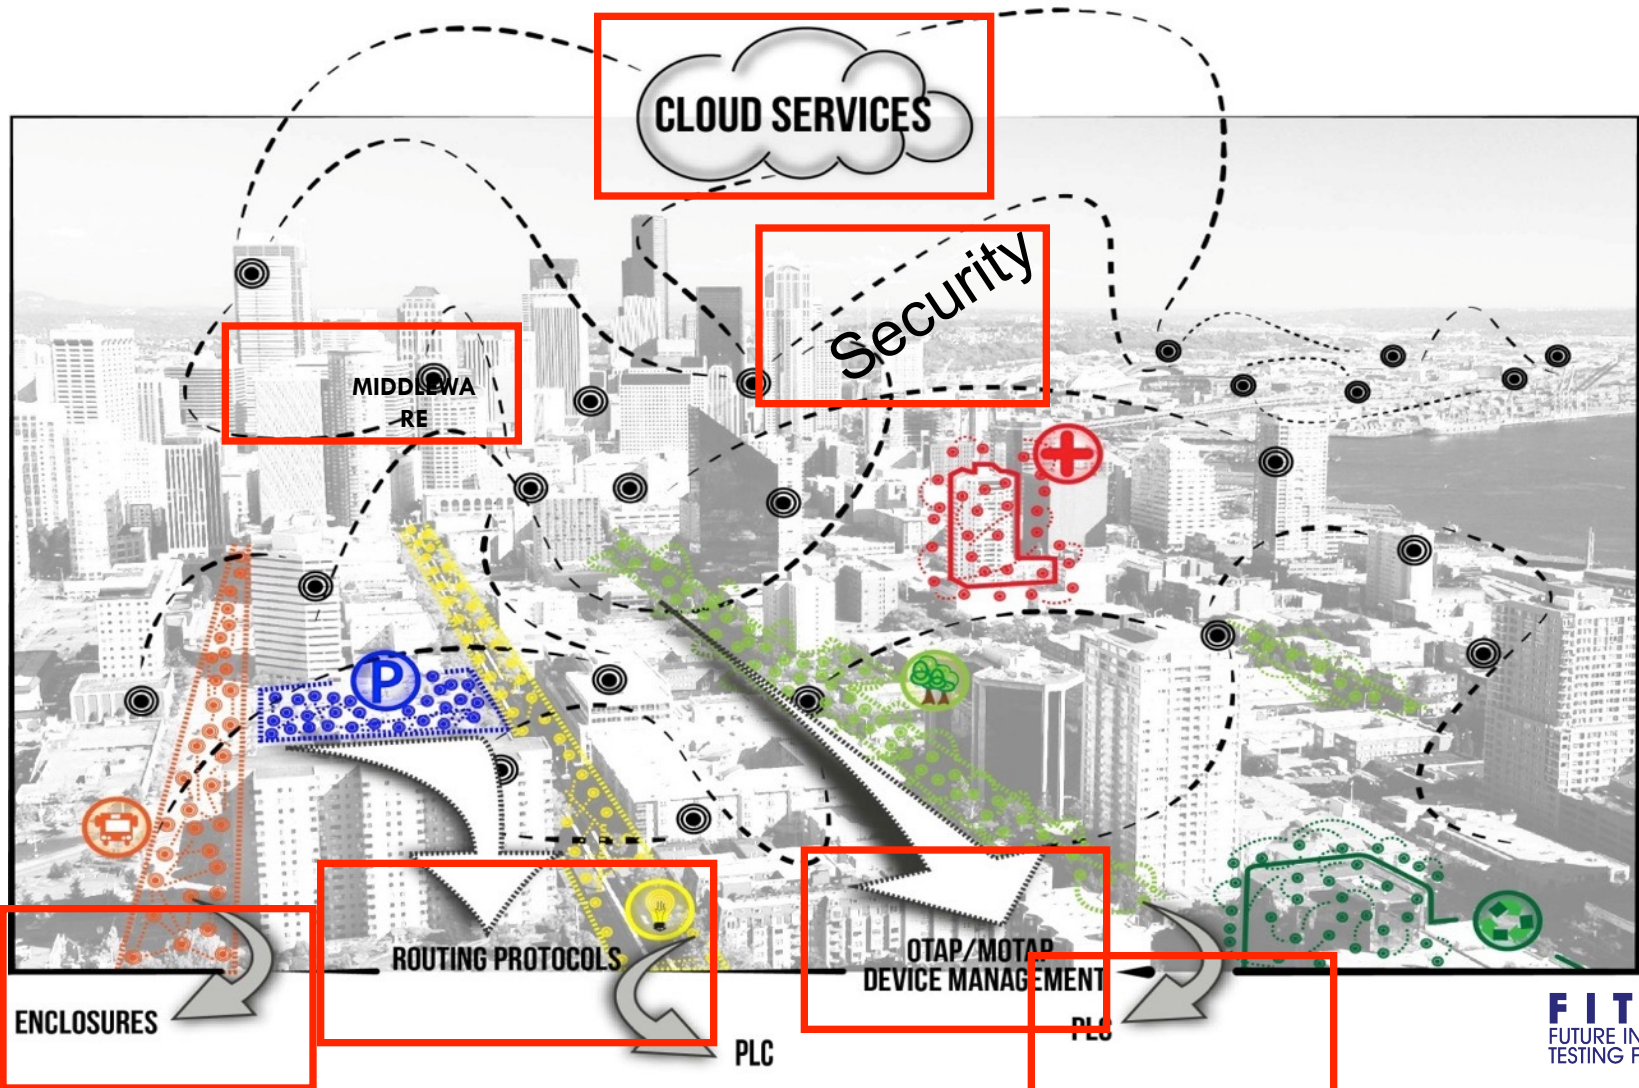 CLOUD SERVICES
Security
MIDDLEWA
RE
P
ROUTING PROTOCOLS
OTAP/MOTAP
DEVICE MANAGEMENT
ENCLOSURES
PLC
PLC
FIT
FUTURE IN
TESTING F